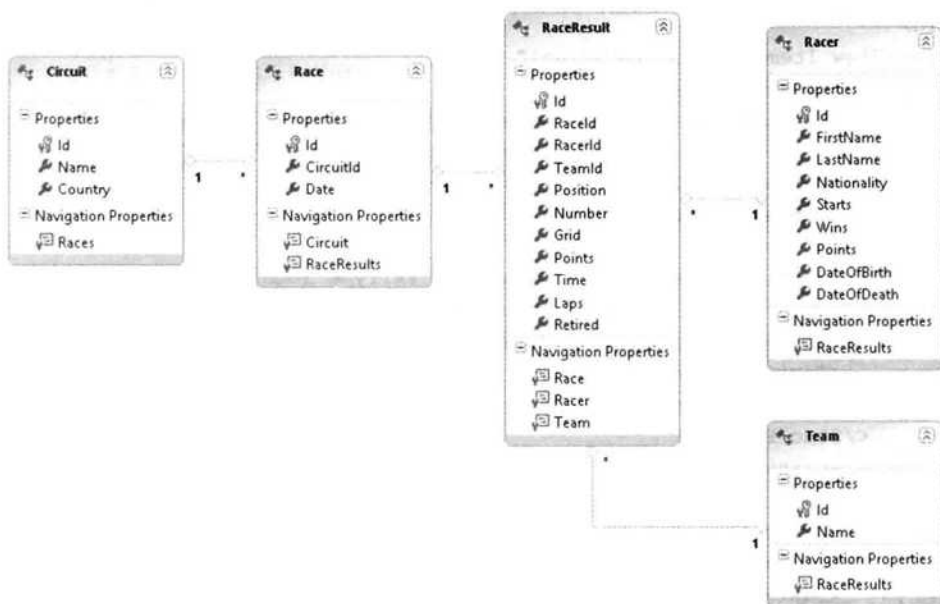 Circuit
Properties
Id
Name
Country
Navigation Properties
Races
1
*
Race
Properties
Id
CircuitId
Date
Navigation Properties
Circuit
RaceResults
1
*
RaceResult
Properties
Id
RaceId
RacerId
TeamId
Position
Number
Grid
Points
Time
Laps
Retired
Navigation Properties
Race
Racer
Team
*
1
Racer
Properties
Id
FirstName
LastName
Nationality
Starts
Wins
Points
DateOfBirth
DateOfDeath
Navigation Properties
RaceResults
*
1
Team
Properties
Id
Name
Navigation Properties
RaceResults